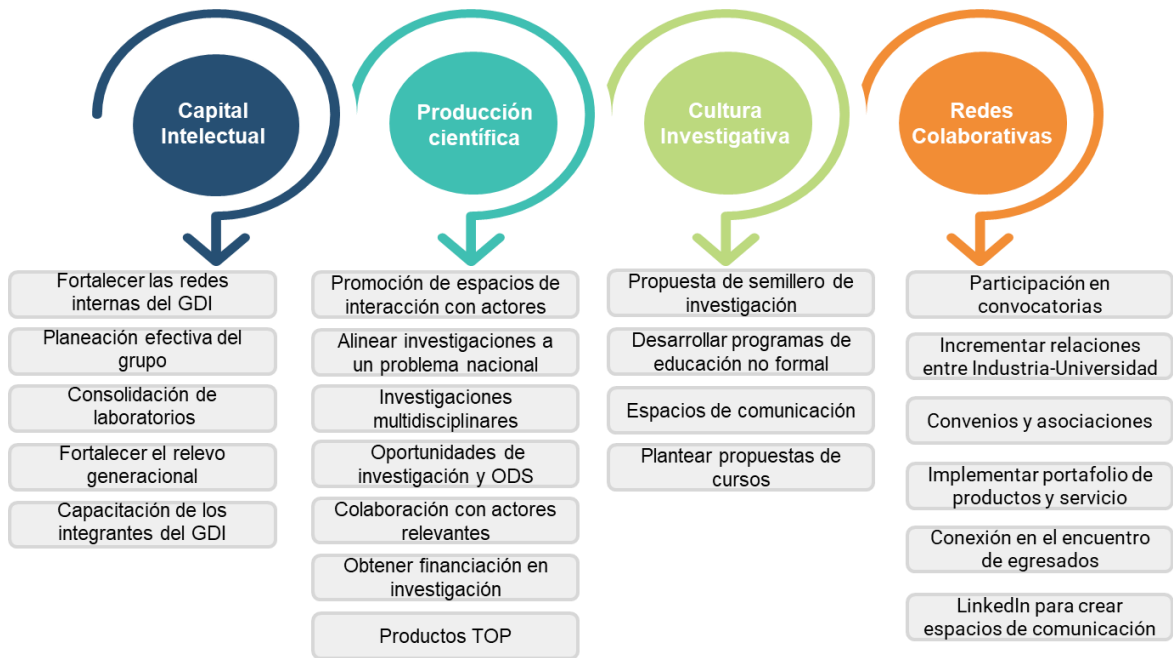 Capital
Intelectual
Producción
científica
Cultura
Investigativa
Redes
Colaborativas
Fortalecer las redes
internas del GDI
Planeación efectiva del
grupo
Consolidación de
laboratorios
Fortalecer el relevo
generacional
Capacitación de los
integrantes del GDI
Promoción de espacios de
interacción con actores
Alinear investigaciones a
un problema nacional
Investigaciones
multidisciplinares
Oportunidades de
investigación y ODS
Colaboración con actores
relevantes
Obtener financiación en
investigación
Productos TOP
Propuesta de semillero de
investigación
Desarrollar programas de
educación no formal
Espacios de comunicación
Plantear propuestas de
cursos
Participación en
convocatorias
Incrementar relaciones
entre Industria-Universidad
Convenios y asociaciones
Implementar portafolio de
productos y servicio
Conexión en el encuentro
de egresados
LinkedIn para crear
espacios de comunicación